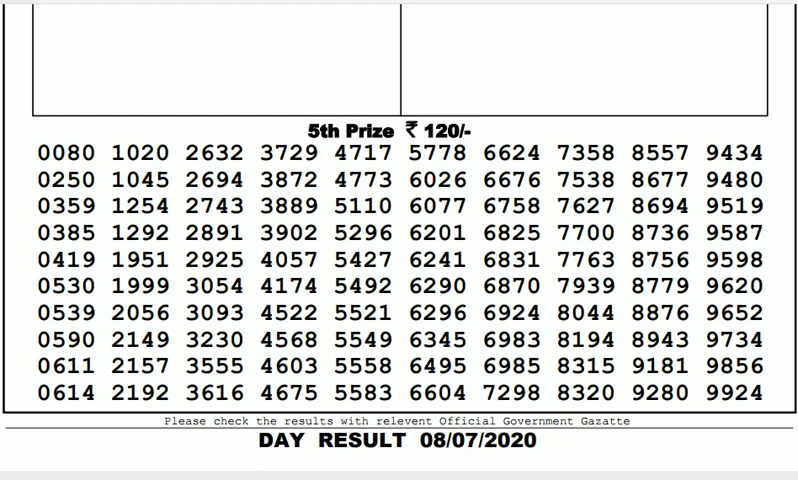 5th Prize ₹ 120/-
0080 1020 2632 3729 4717 5778 6624 7358 8557 9434
0250 1045 2694 3872 4773 6026 6676 7538 8677 9480
0359 1254 2743 3889 5110 6077 6758 7627 8694 9519
0385 1292 2891 3902 5296 6201 6825 7700 8736 9587
0419 1951 2925 4057 5427 6241 6831 7763 8756 9598
0530 1999 3054 4174 5492 6290 6870 7939 8779 9620
0539 2056 3093 4522 5521 6296 6924 8044 8876 9652
0590 2149 3230 4568 5549 6345 6983 8194 8943 9734
0611 2157 3555 4603 5558 6495 6985 8315 9181 9856
0614 2192 3616 4675 5583 6604 7298 8320 9280 9924
Please check the results with relevent Official Government Gazatte
DAY RESULT 08/07/2020